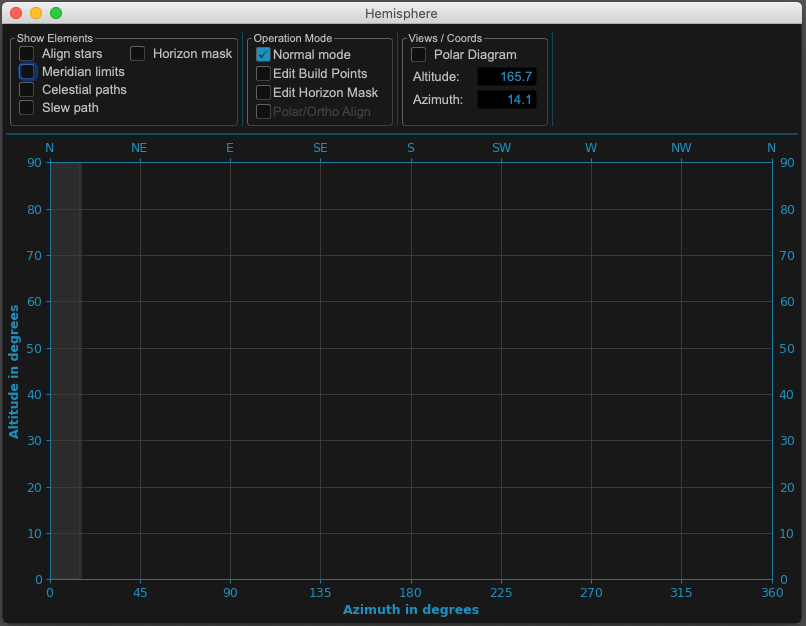 Hemisphere
Show Elements
Align stars
Horizon mask
Meridian limits
Celestial paths
Slew path
Operation Mode
Normal mode
Edit Build Points
Edit Horizon Mask
Polar/Ortho Align
Views / Coords
Polar Diagram
Altitude: 165.7
Azimuth: 14.1
N NE E SE S SW W NW N
90 90
80 80
70 70
60 60
50 50
40 40
30 30
20 20
10 10
0 0
Altitude in degrees
0 45 90 135 180 225 270 315 360
Azimuth in degrees